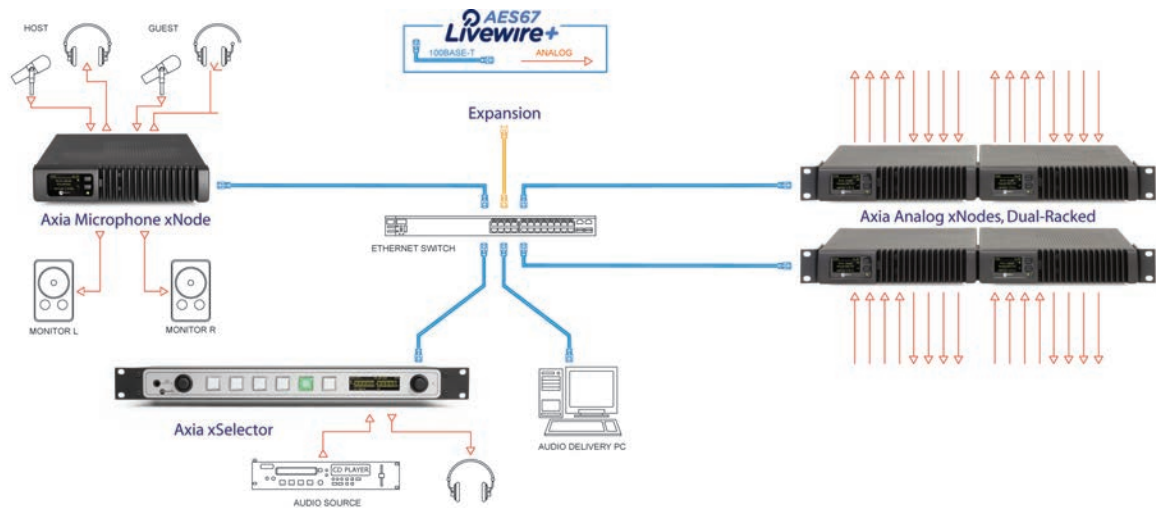 HOST
GUEST
AES67
Livewire+
100BASE-T
ANALOG
Expansion
Axia Microphone xNode
ETHERNET SWITCH
Axia Analog xNodes, Dual-Racked
MONITOR L
MONITOR R
Axia xSelector
CD PLAYER
AUDIO DELIVERY PC
AUDIO SOURCE